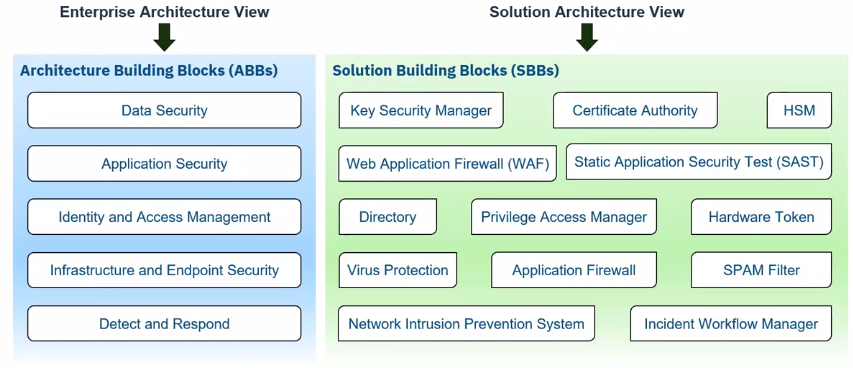 Enterprise Architecture View
Solution Architecture View
Architecture Building Blocks (ABBs)
Solution Building Blocks (SBBs)
Data Security
Key Security Manager
Certificate Authority
HSM
Application Security
Web Application Firewall (WAF)
Static Application Security Test (SAST)
Identity and Access Management
Directory
Privilege Access Manager
Hardware Token
Infrastructure and Endpoint Security
Virus Protection
Application Firewall
SPAM Filter
Detect and Respond
Network Intrusion Prevention System
Incident Workflow Manager